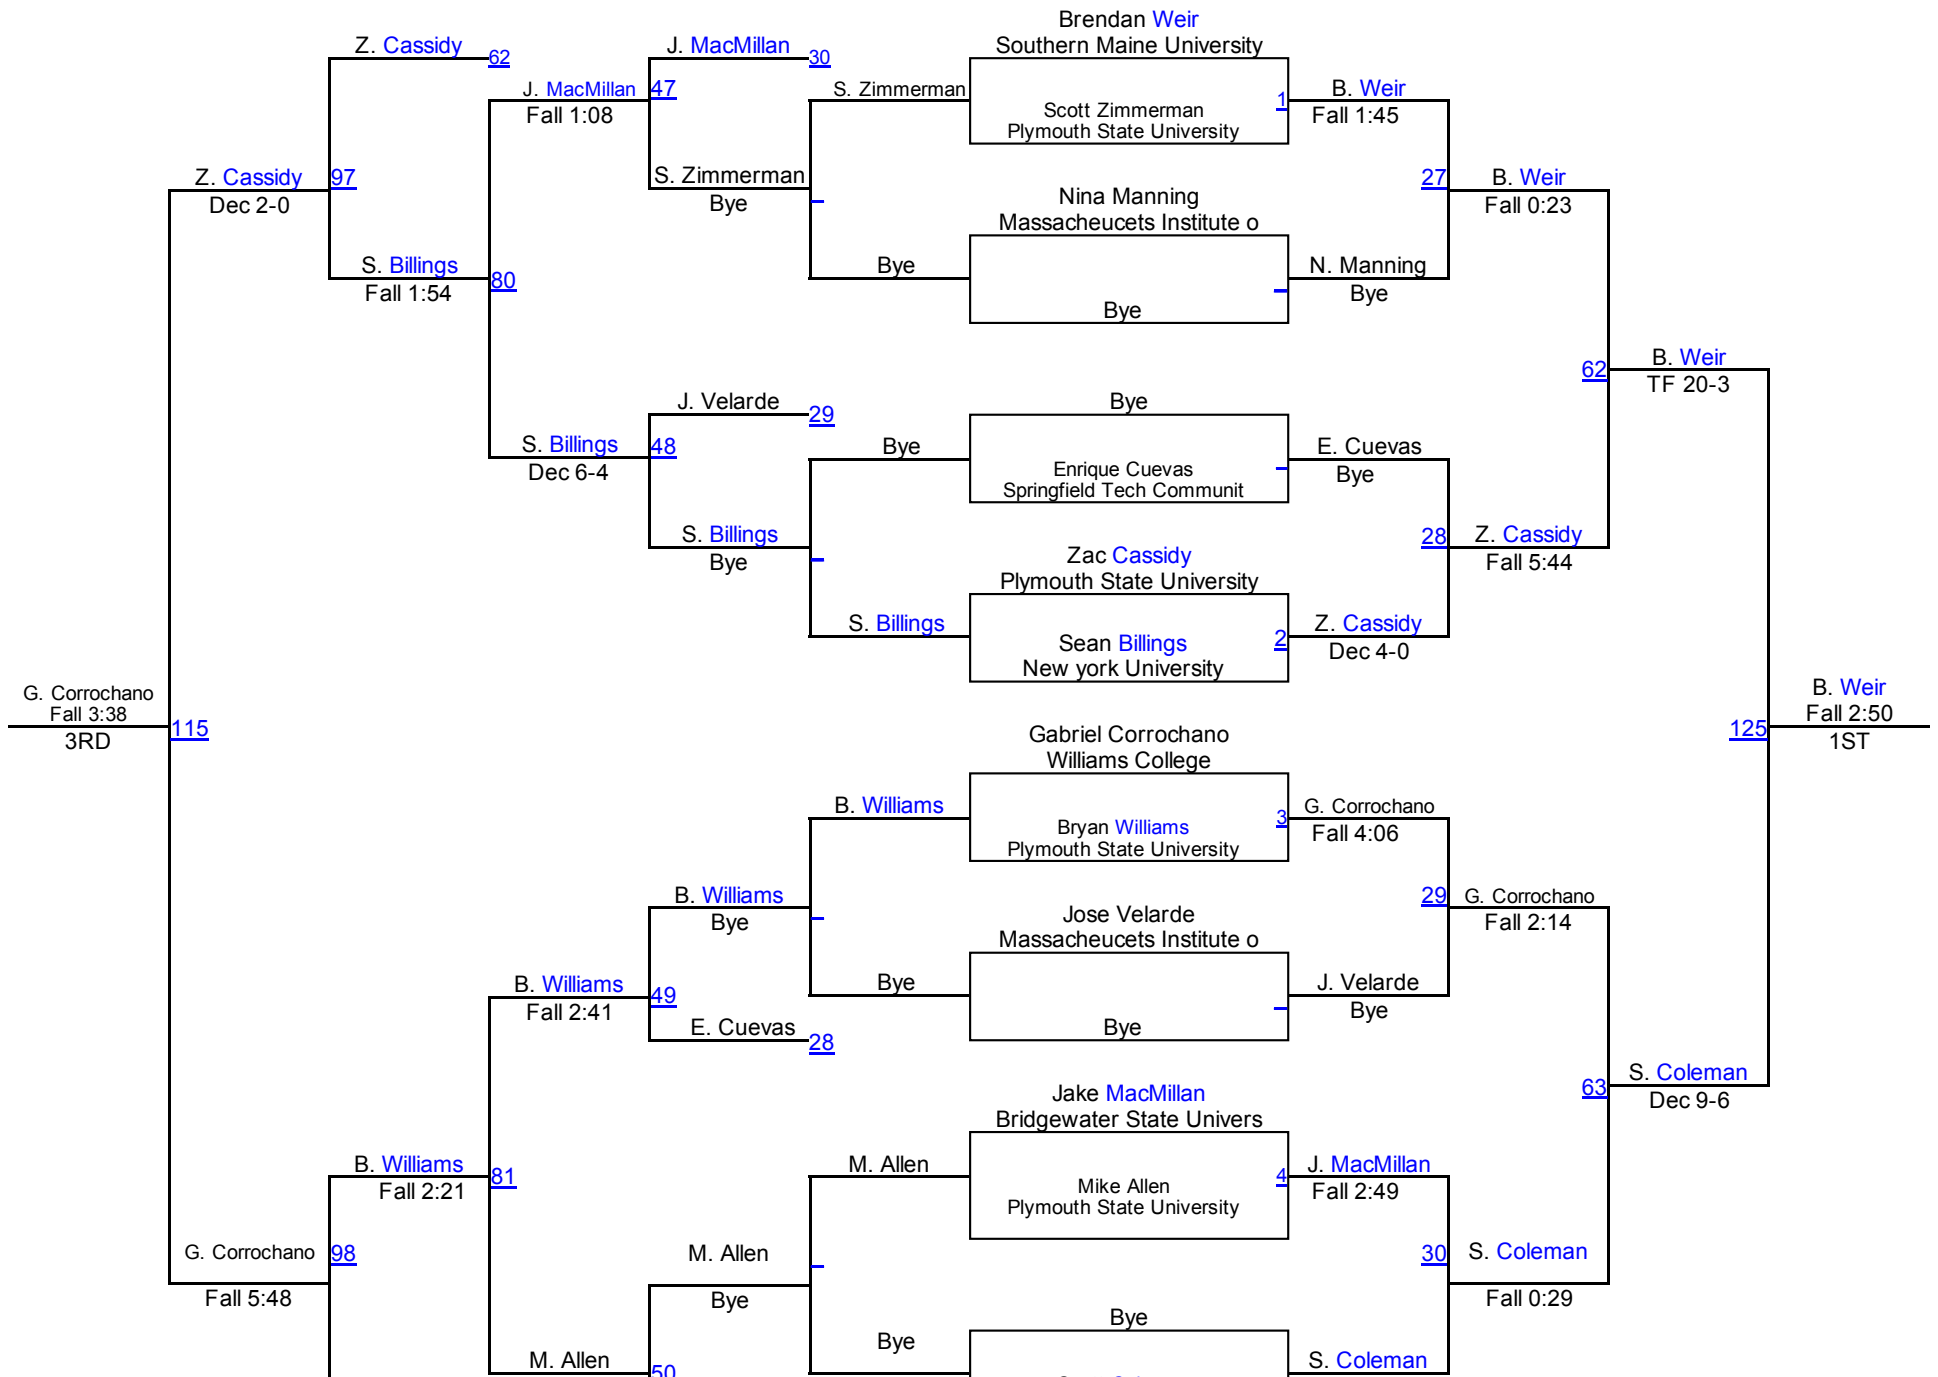 Brendan Weir
Z. Cassidy
62
J. MacMillan
30
Southern Maine University
J. MacMillan
47
Fall 1:08
S. Zimmerman
Scott Zimmerman
Plymouth State University
1
B. Weir
Fall 1:45
Z. Cassidy
97
Dec 2-0
S. Zimmerman
Bye
Nina Manning
Massacheucets Institute o
27
B. Weir
Fall 0:23
S. Billings
Fall 1:54
80
Bye
Bye
N. Manning
Bye
J. Velarde
29
Bye
62
B. Weir
TF 20-3
S. Billings
48
Dec 6-4
Bye
Enrique Cuevas
Springfield Tech Communit
E. Cuevas
Bye
S. Billings
Bye
Zac Cassidy
Plymouth State University
28
Z. Cassidy
Fall 5:44
S. Billings
Sean Billings
New york University
2
Z. Cassidy
Dec 4-0
G. Corrochano
Fall 3:38
3RD
115
125
B. Weir
Fall 2:50
1ST
Gabriel Corrochano
Williams College
B. Williams
Bryan Williams
Plymouth State University
3
G. Corrochano
Fall 4:06
B. Williams
Bye
Jose Velarde
Massacheucets Institute o
29
G. Corrochano
Fall 2:14
B. Williams
49
Fall 2:41
Bye
Bye
J. Velarde
Bye
E. Cuevas
28
Jake MacMillan
Bridgewater State Univers
63
S. Coleman
Dec 9-6
B. Williams
81
Fall 2:21
M. Allen
Mike Allen
Plymouth State University
4
J. MacMillan
Fall 2:49
G. Corrochano
98
Fall 5:48
M. Allen
Bye
30
S. Coleman
Fall 0:29
Bye
Bye
M. Allen
50
S. Coleman